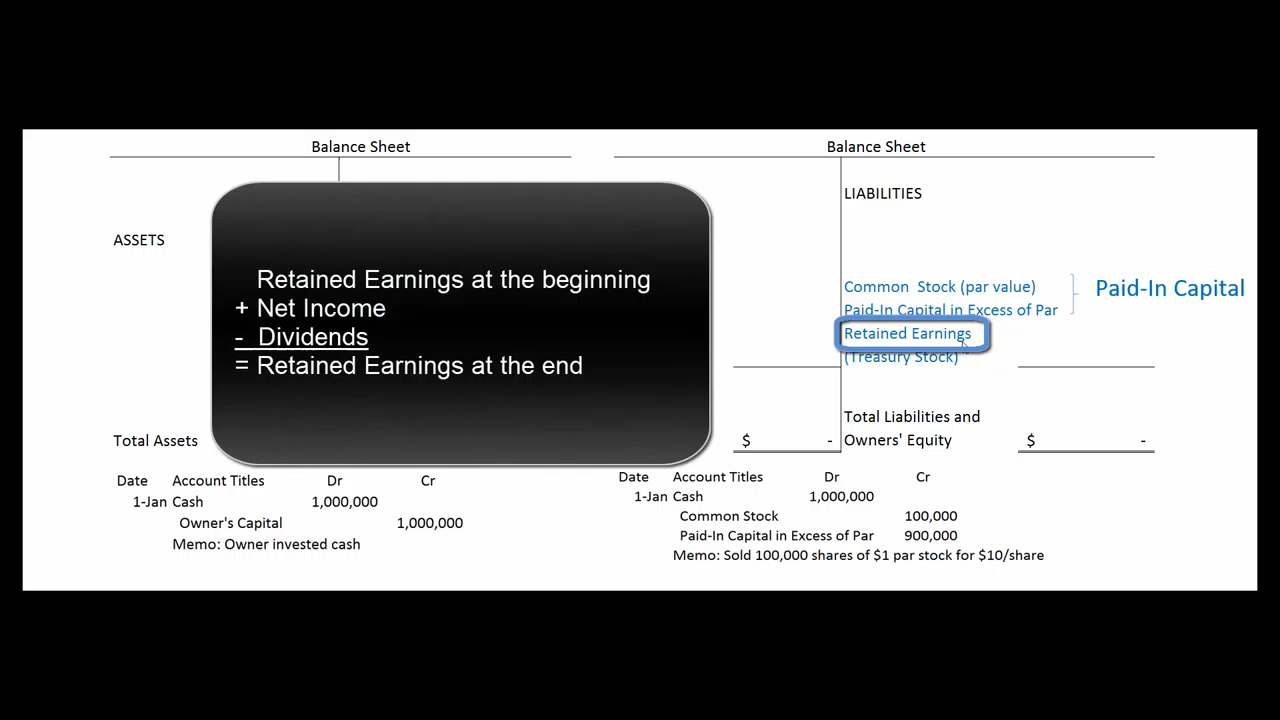 Balance Sheet
ASSETS
Retained Earnings at the beginning
+ Net Income
- Dividends
= Retained Earnings at the end
Total Assets
Date Account Titles Dr Cr
1-Jan Cash 1,000,000
Owner's Capital 1,000,000
Memo: Owner invested cash
Balance Sheet
LIABILITIES
Common Stock (par value)
Paid-In Capital in Excess of Par
Paid-In Capital
Retained Earnings
(Treasury Stock)
Total Liabilities and
$ - Owners' Equity $ -
Date Account Titles Dr Cr
1-Jan Cash 1,000,000
Common Stock 100,000
Paid-In Capital in Excess of Par 900,000
Memo: Sold 100,000 shares of $1 par stock for $10/share